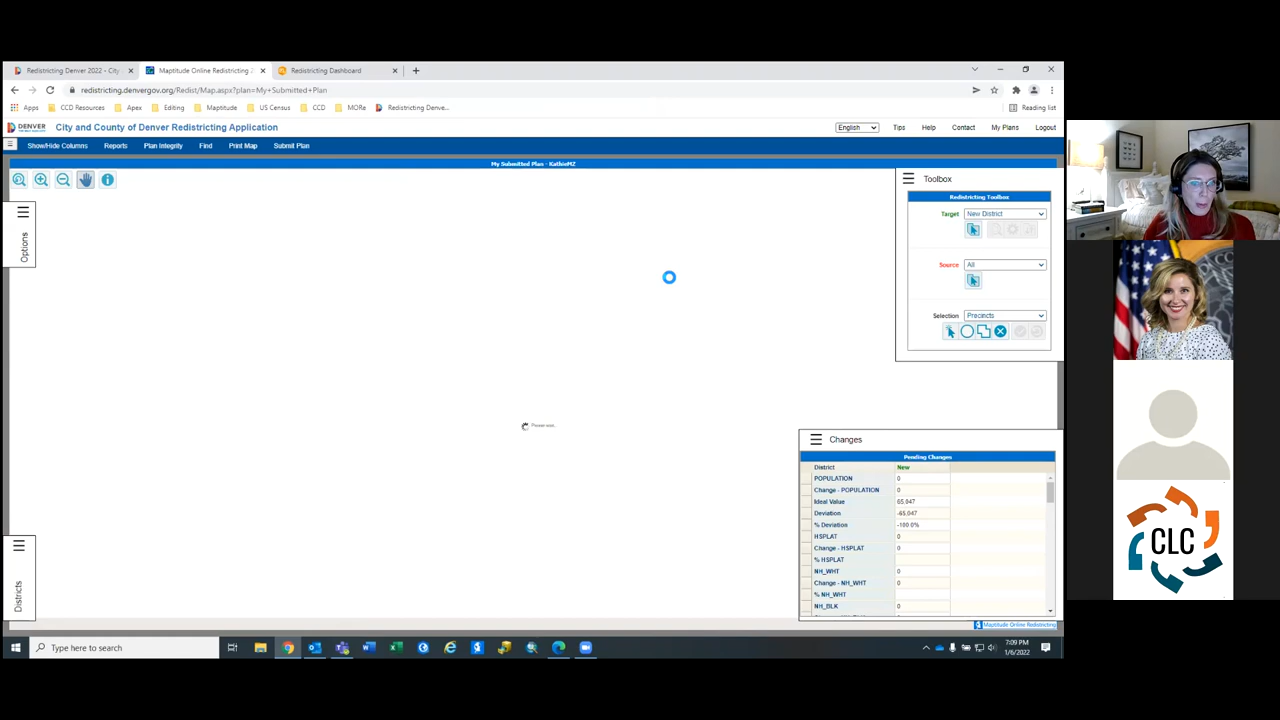 Redistricting Denver 2022 - City
Maptitude Online Redistricting
Redistricting Dashboard
redistricting.denvergov.org/Redist/Map.aspx?plan=My+Submitted+Plan
Apps
CCD Resources
Apex
Editing
Maptitude
US Census
CCD
MORe
Redistricting Denve...
Reading list
DENVER
City and County of Denver Redistricting Application
English
Tips
Help
Contact
My Plans
Logout
Show/Hide Columns
Reports
Plan Integrity
Find
Print Map
Submit Plan
My Submitted Plan - KathieMZ
Toolbox
Redistricting Toolbox
Target
New District
Source
All
Selection
Precincts
Options
Districts
Please wait...
Changes
Pending Changes
District New
POPULATION 0
Change - POPULATION 0
Ideal Value 65,047
Deviation -65,047
% Deviation -100.0%
HSPLAT 0
Change - HSPLAT 0
% HSPLAT
NH_WHT 0
Change - NH_WHT 0
% NH_WHT
NH_BLK 0
Maptitude Online Redistricting
Type here to search
7:09 PM
1/6/2022
CLC